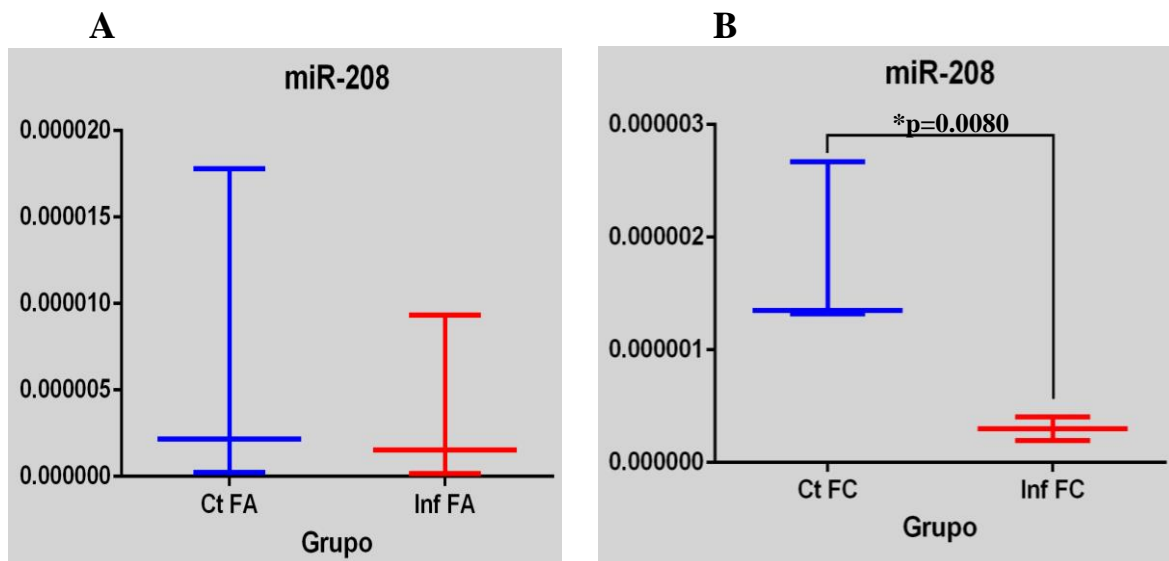 A
miR-208
0.000020
0.000015
0.000010
0.000005
0.000000
Ct FA
Inf FA
Grupo
B
miR-208
*p=0.0080
0.000003
0.000002
0.000001
0.000000
Ct FC
Inf FC
Grupo